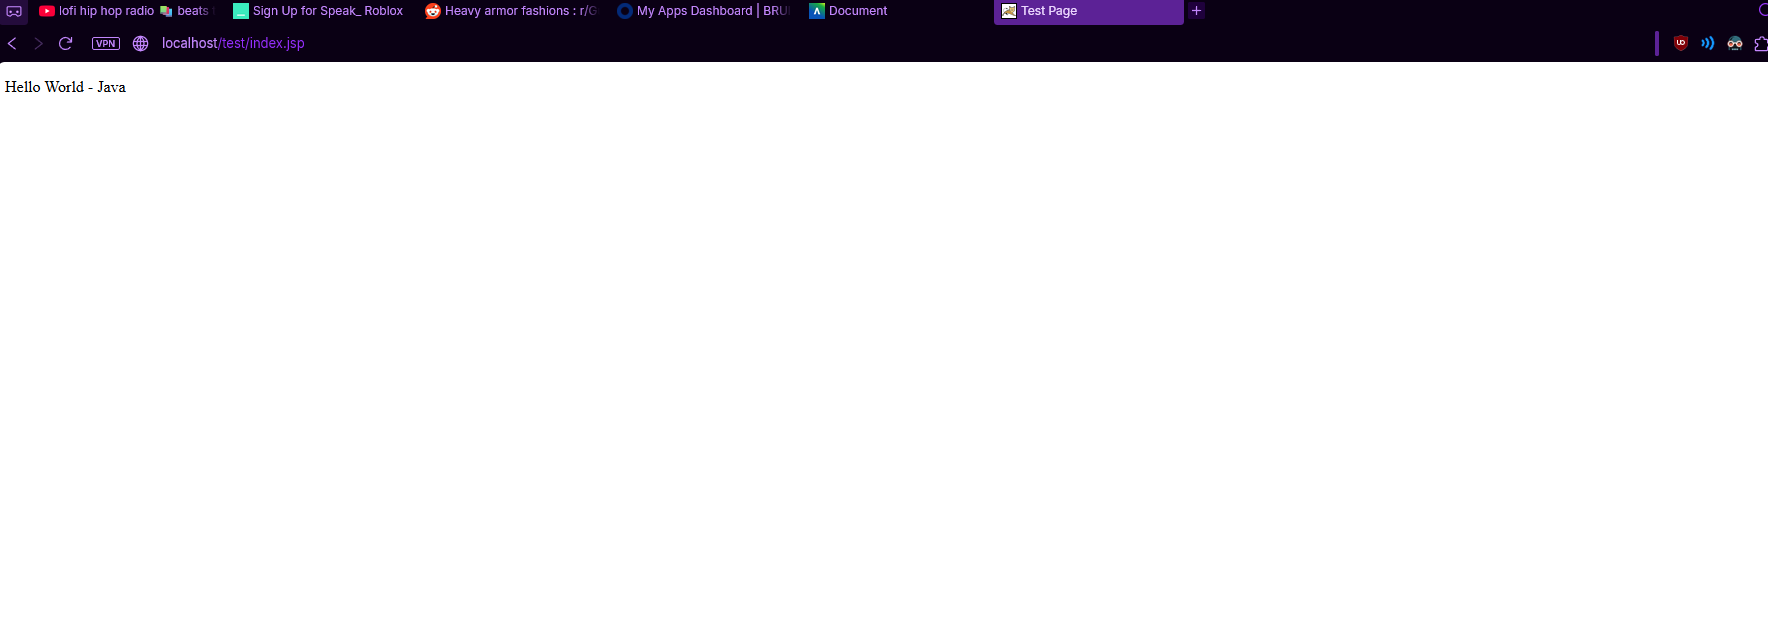 lofi hip hop radio 📚 beats
Sign Up for Speak_ Roblox
Heavy armor fashions : r/G
My Apps Dashboard | BRU
Document
Test Page
VPN
localhost/test/index.jsp
Hello World - Java